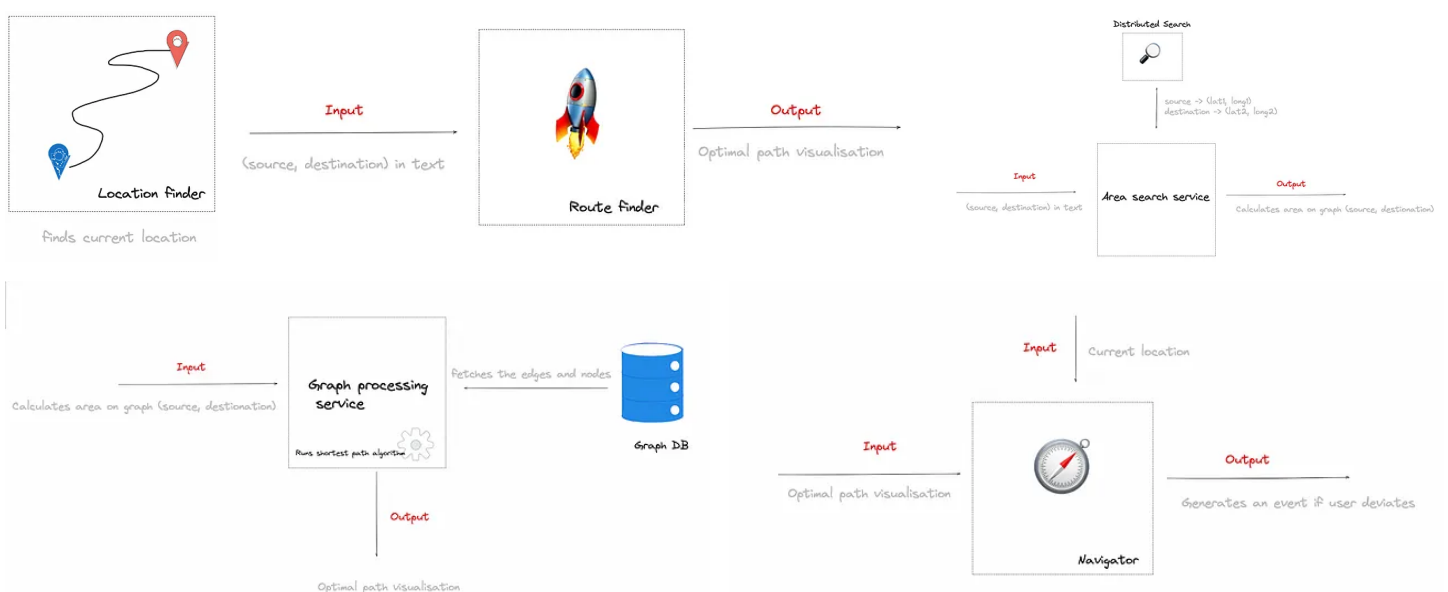 Location finder
finds current location
Input
(source, destination) in text
Route finder
Output
Optimal path visualisation
Distributed Search
source -> (lat1, long1)
destination -> (lat2, long2)
Input
(source, destination) in text
Area search service
Output
Calculates area on graph (source, destionation)
Input
Calculates area on graph (source, destionation)
Graph processing
service
Runs shortest path algorithm
fetches the edges and nodes
Graph DB
Output
Optimal path visualisation
Input
Current location
Input
Optimal path visualisation
Navigator
Output
Generates an event if user deviates